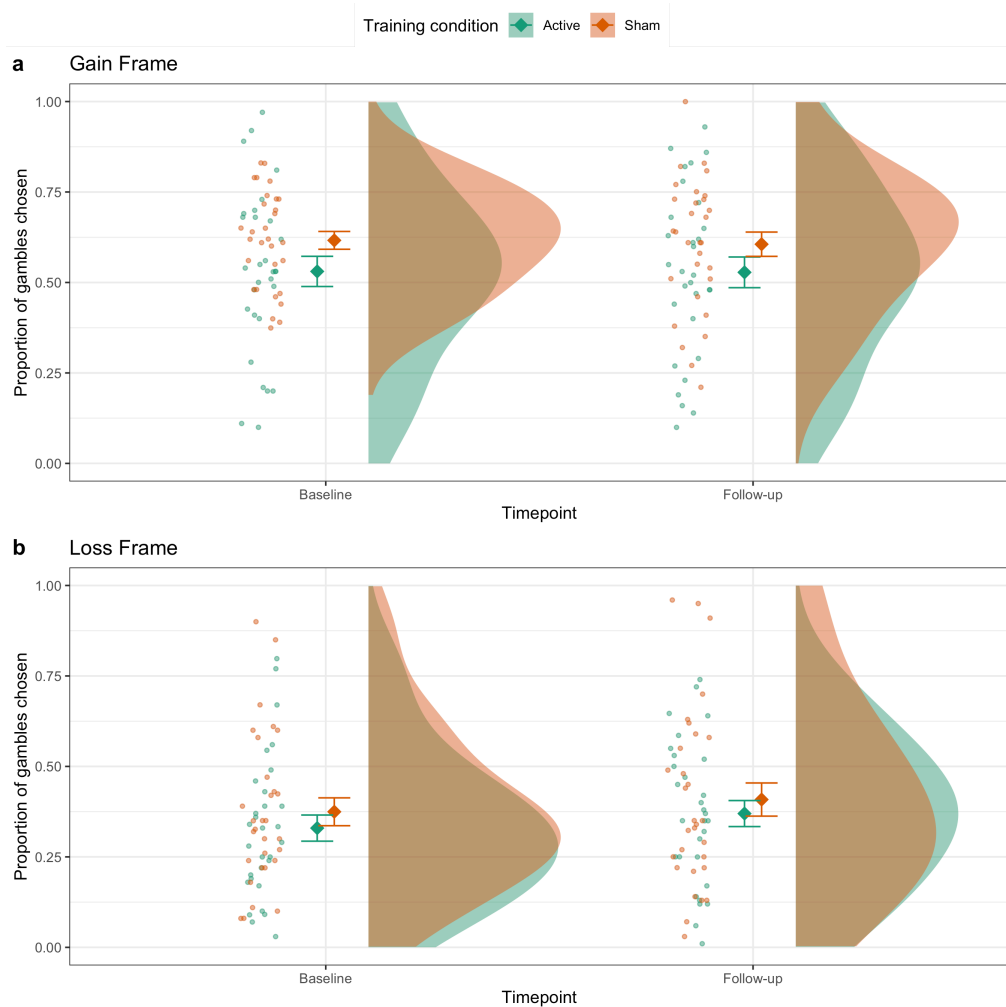 Training condition Active Sham
a Gain Frame
Proportion of gambles chosen
1.00
0.75
0.50
0.25
0.00
Baseline Follow-up
Timepoint
b Loss Frame
Proportion of gambles chosen
1.00
0.75
0.50
0.25
0.00
Baseline Follow-up
Timepoint